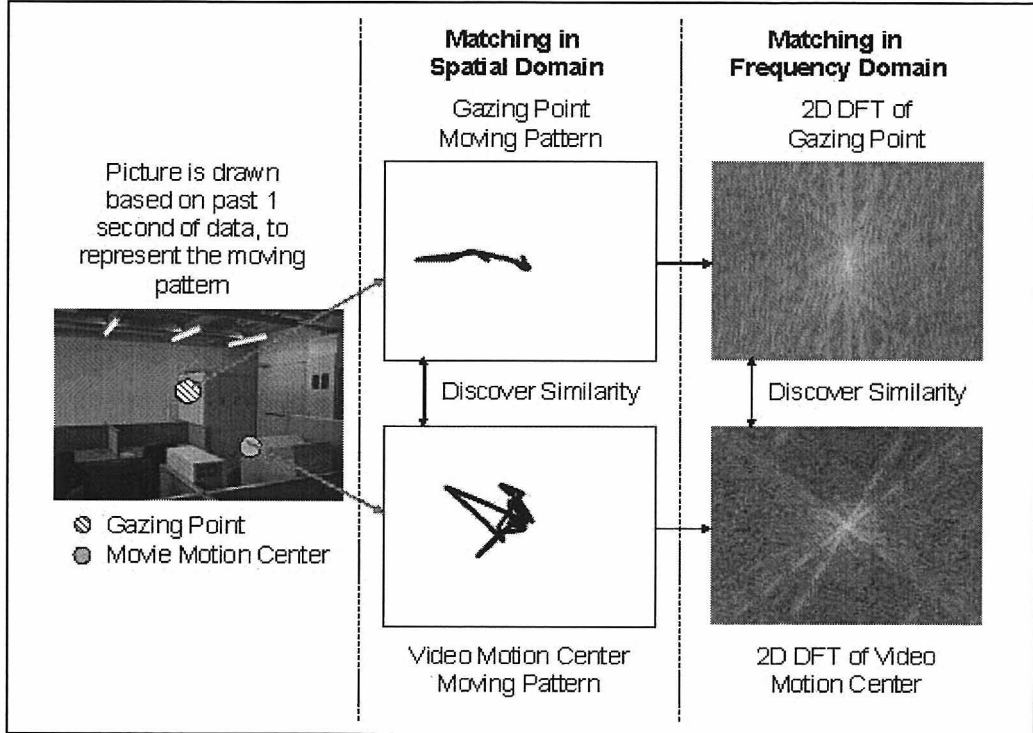 Picture is drawn
based on past 1
second of data, to
represent the moving
pattern
Gazing Point
Movie Motion Center
Matching in
Spatial Domain
Gazing Point
Moving Pattern
Discover Similarity
Video Motion Center
Moving Pattern
Matching in
Frequency Domain
2D DFT of
Gazing Point
Discover Similarity
2D DFT of Video
Motion Center